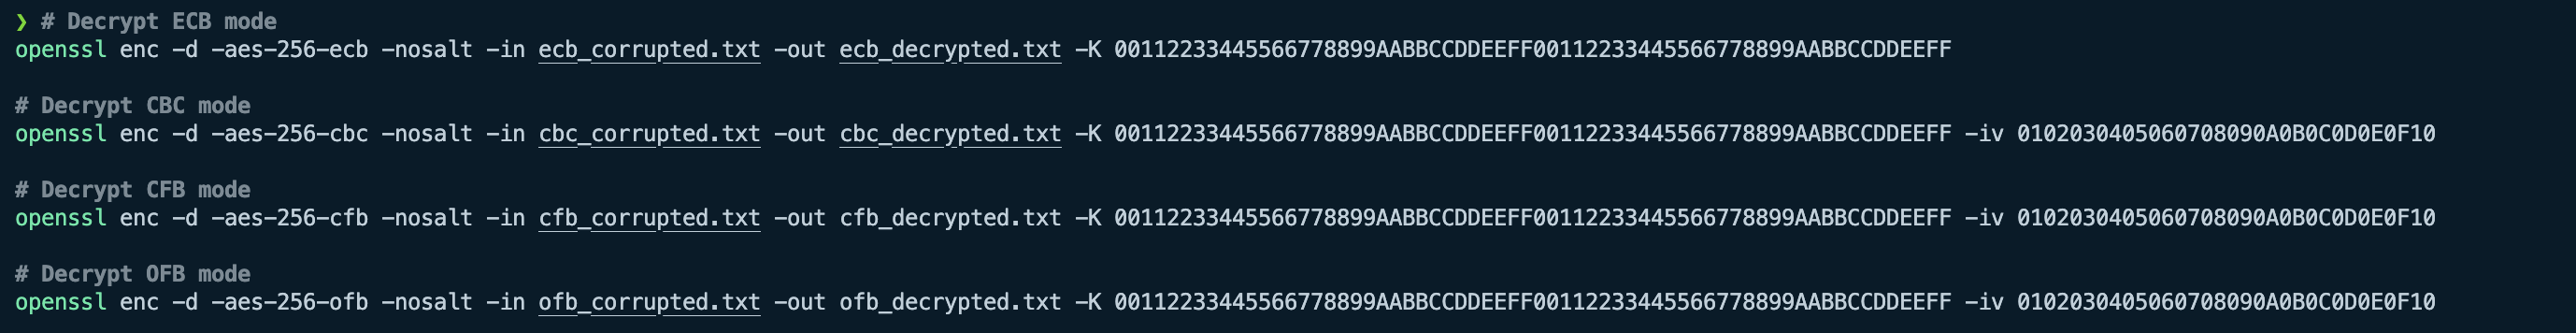 ❯ # Decrypt ECB mode
openssl enc -d -aes-256-ecb -nosalt -in ecb_corrupted.txt -out ecb_decrypted.txt -K 00112233445566778899AABBCCDDEEFF00112233445566778899AABBCCDDEEFF
# Decrypt CBC mode
openssl enc -d -aes-256-cbc -nosalt -in cbc_corrupted.txt -out cbc_decrypted.txt -K 00112233445566778899AABBCCDDEEFF00112233445566778899AABBCCDDEEFF -iv 0102030405060708090A0B0C0D0E0F10
# Decrypt CFB mode
openssl enc -d -aes-256-cfb -nosalt -in cfb_corrupted.txt -out cfb_decrypted.txt -K 00112233445566778899AABBCCDDEEFF00112233445566778899AABBCCDDEEFF -iv 0102030405060708090A0B0C0D0E0F10
# Decrypt OFB mode
openssl enc -d -aes-256-ofb -nosalt -in ofb_corrupted.txt -out ofb_decrypted.txt -K 00112233445566778899AABBCCDDEEFF00112233445566778899AABBCCDDEEFF -iv 0102030405060708090A0B0C0D0E0F10